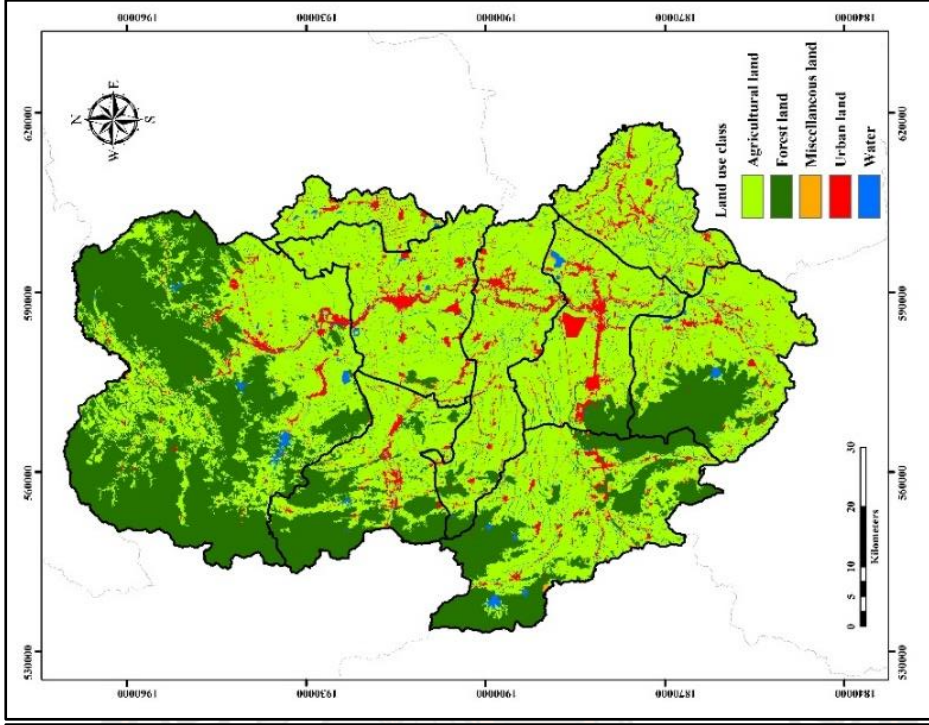 530000 560000 590000 620000
1960000 1960000
N
W E
S
1930000 1930000
1900000 1900000
1870000 1870000
Land use class
Agricultural land
Forest land
Miscellaneous land
Urban land
Water
0 5 10 20 30
Kilometers
1840000 1840000
530000 560000 590000 620000